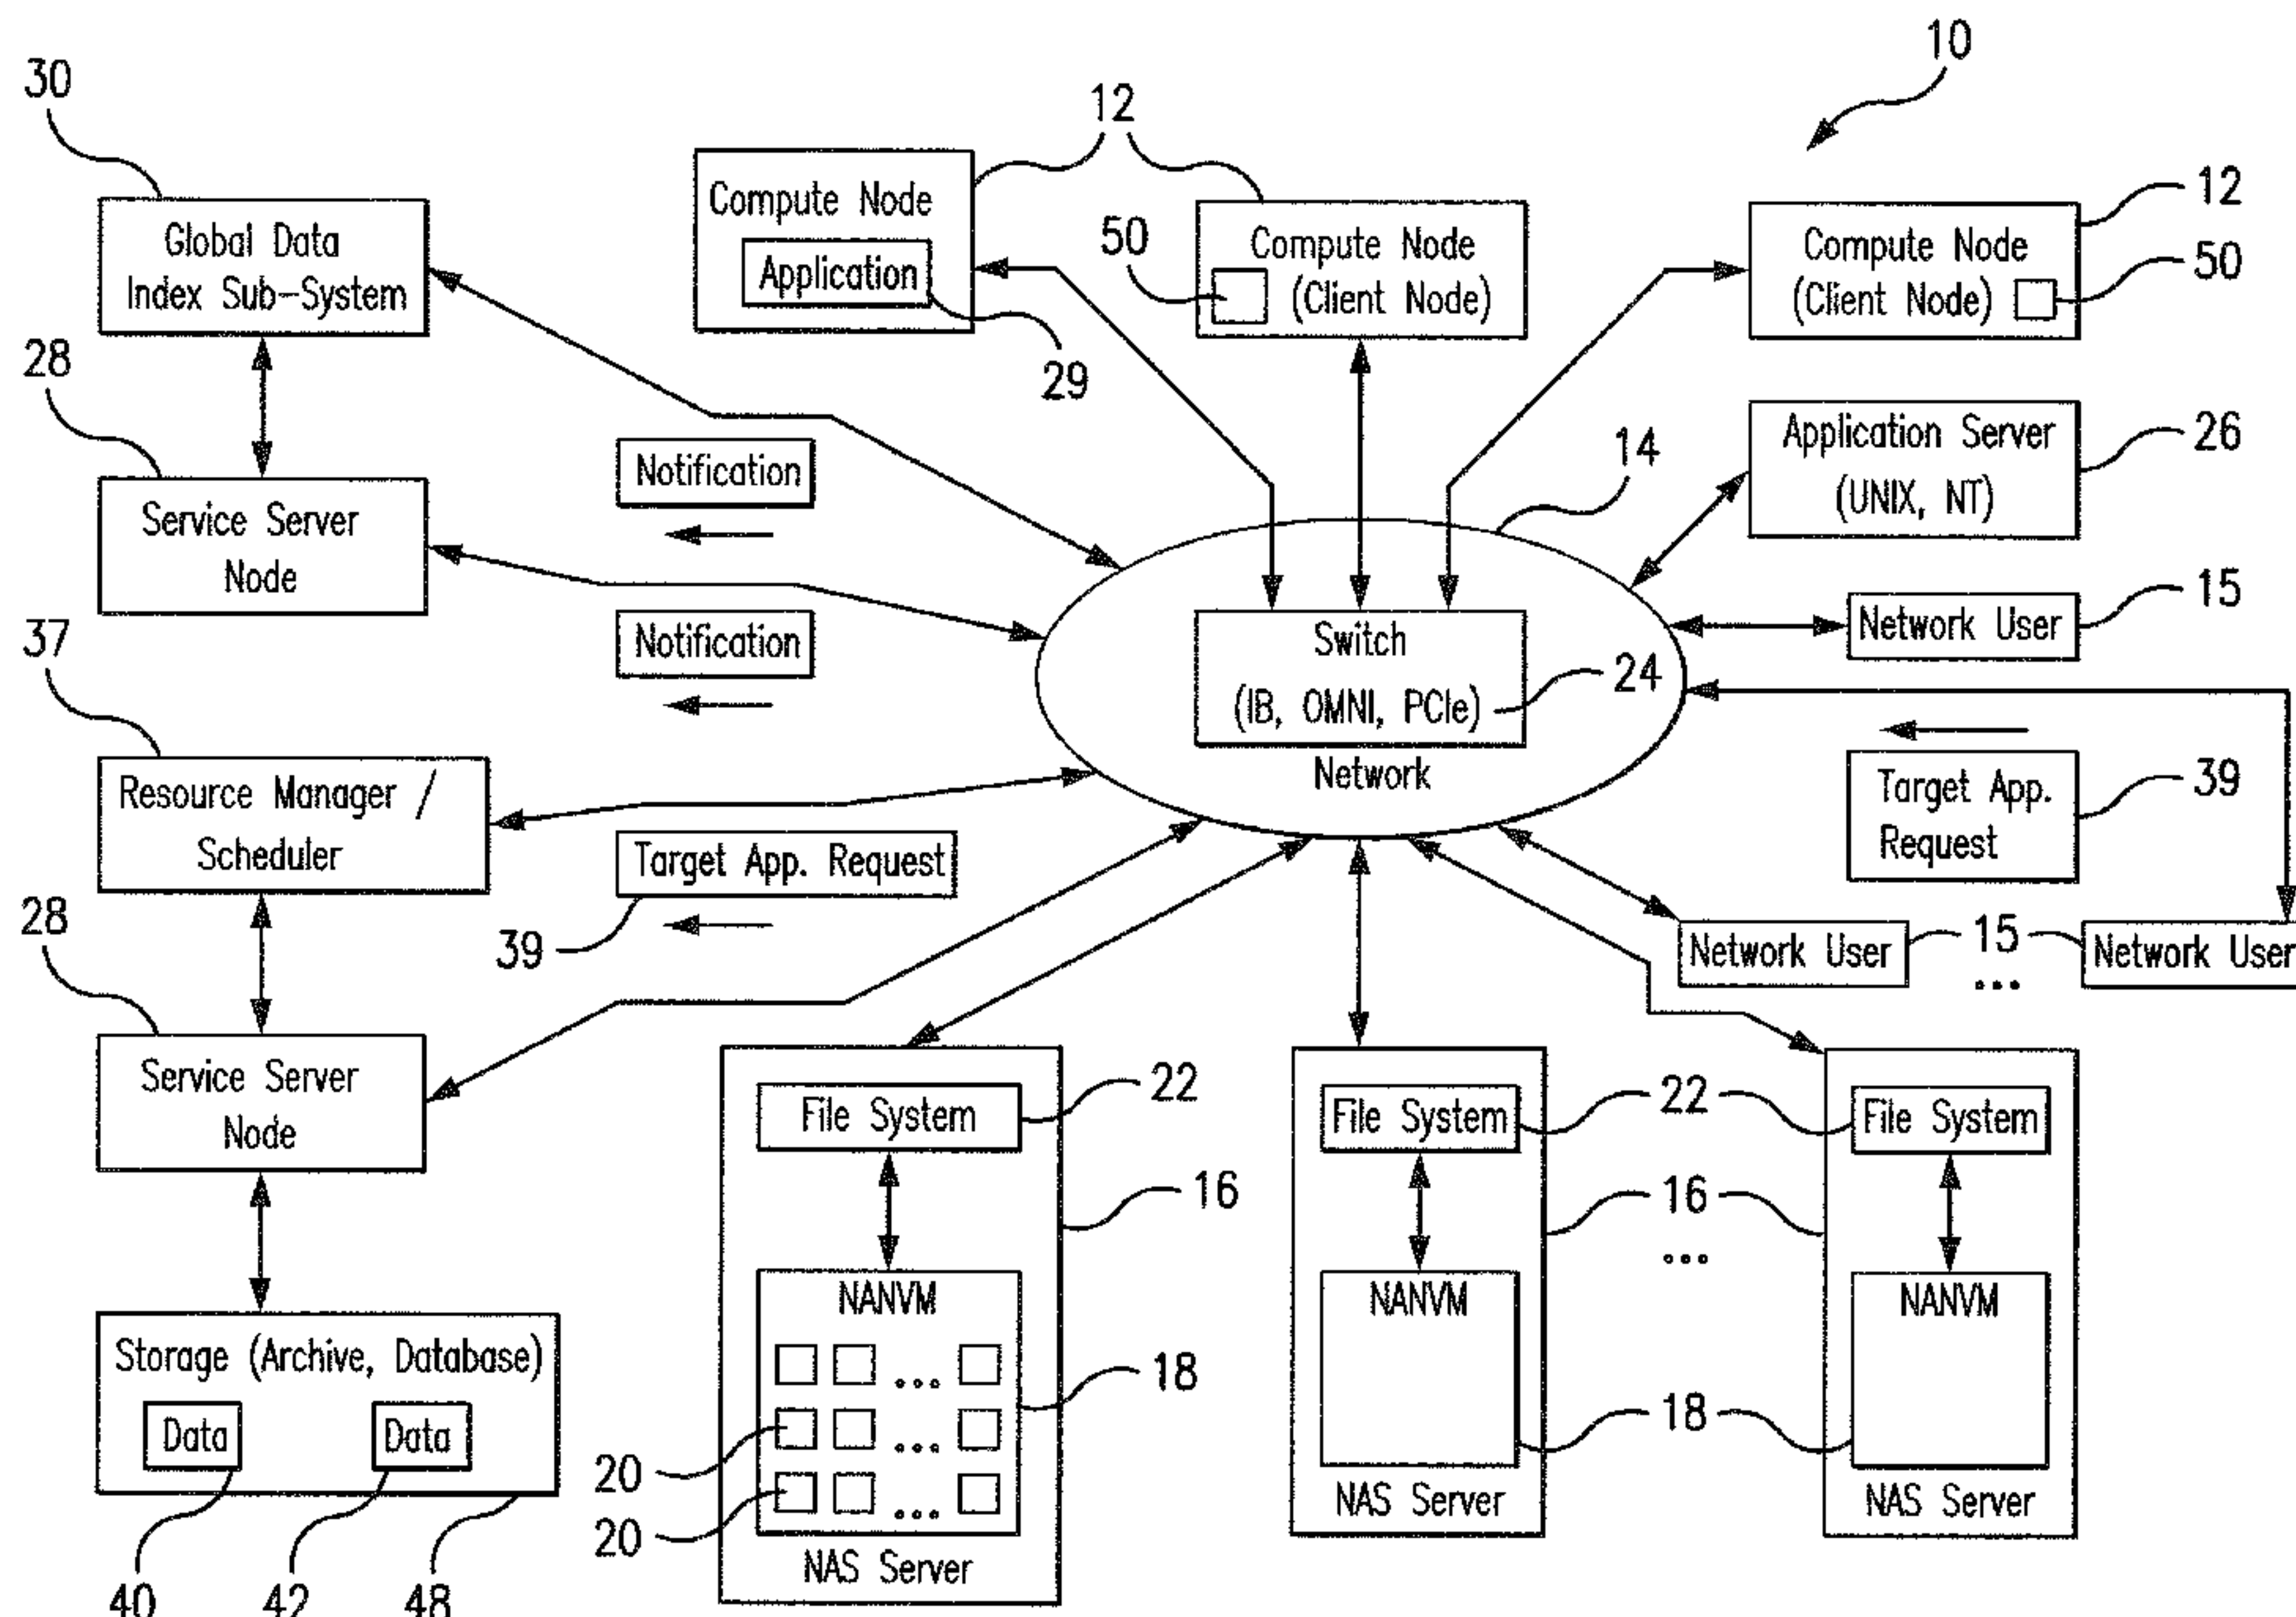 10
30
12
12
Global Data
Index Sub-System
Compute Node
Application
29
50
Compute Node
(Client Node)
Compute Node
(Client Node)
50
28
Service Server
Node
Notification
14
Application Server
(UNIX, NT)
26
Notification
Switch
(IB, OMNI, PCIe)
24
Network
Network User
15
37
Resource Manager /
Scheduler
Target App. Request
39
Target App.
Request
39
28
Service Server
Node
Network User
15
...
Network User
File System
22
File System
22
File System
16
16
...
NANVM
...
...
...
18
20
20
NAS Server
NANVM
18
NAS Server
NANVM
NAS Server
Storage (Archive, Database)
Data
Data
40
42
48